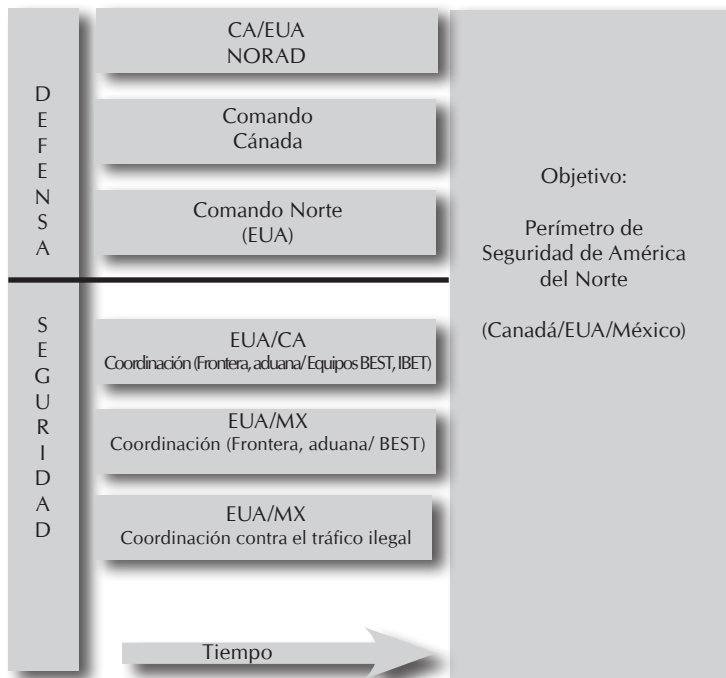 DEFENSA
CA/EUA
NORAD
Comando
Cánada
Comando Norte
(EUA)
SEGURIDAD
EUA/CA
Coordinación (Frontera, aduana/ Equipos BEST, IBET)
EUA/MX
Coordinación (Frontera, aduana/ BEST)
EUA/MX
Coordinación contra el tráfico ilegal
Tiempo
Objetivo:
Perímetro de
Seguridad de América
del Norte
(Canadá/EUA/México)